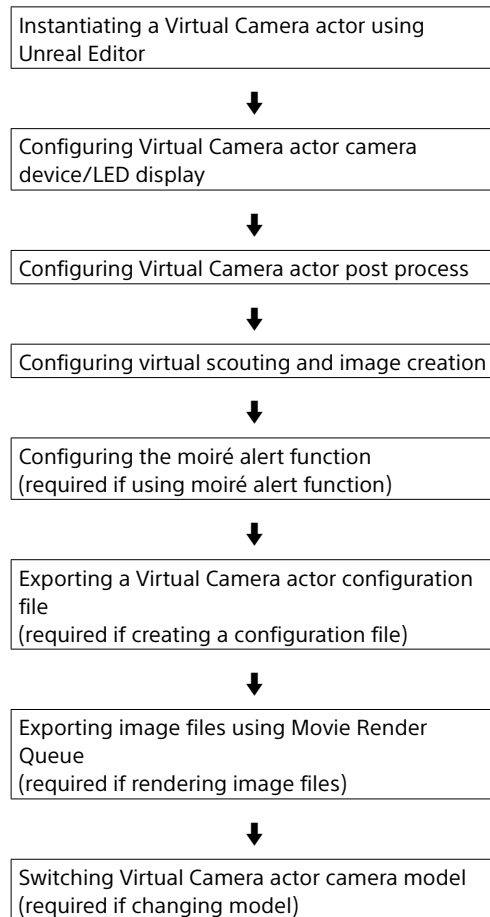 Instantiating a Virtual Camera actor using
Unreal Editor
Configuring Virtual Camera actor camera
device/LED display
Configuring Virtual Camera actor post process
Configuring virtual scouting and image creation
Configuring the moiré alert function
(required if using moiré alert function)
Exporting a Virtual Camera actor configuration
file
(required if creating a configuration file)
Exporting image files using Movie Render
Queue
(required if rendering image files)
Switching Virtual Camera actor camera model
(required if changing model)